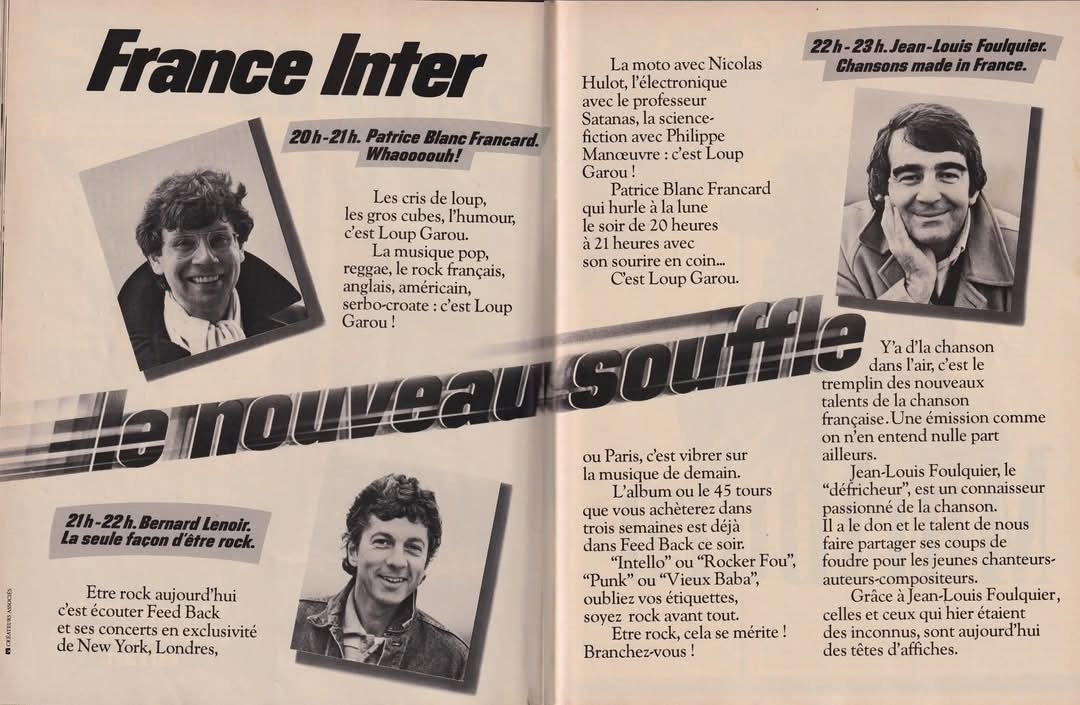 France Inter
20h-21h. Patrice Blanc Francard.
Whaoooouh!
Les cris de loup,
les gros cubes, l'humour,
c'est Loup Garou.
La musique pop,
reggae, le rock français,
anglais, américain,
serbo-croate : c'est Loup
Garou !
La moto avec Nicolas
Hulot, l'électronique
avec le professeur
Satanas, la science-
fiction avec Philippe
Manœuvre : c'est Loup
Garou !
Patrice Blanc Francard
qui hurle à la lune
le soir de 20 heures
à 21 heures avec
son sourire en coin...
C'est Loup Garou.
le nouveau souffle
21h-22h. Bernard Lenoir.
La seule façon d'être rock.
Etre rock aujourd'hui
c'est écouter Feed Back
et ses concerts en exclusivité
de New York, Londres,
ou Paris, c'est vibrer sur
la musique de demain.
L'album ou le 45 tours
que vous achèterez dans
trois semaines est déjà
dans Feed Back ce soir.
"Intello" ou "Rocker Fou",
"Punk" ou "Vieux Baba",
oubliez vos étiquettes,
soyez rock avant tout.
Etre rock, cela se mérite !
Branchez-vous !
22h-23h. Jean-Louis Foulquier.
Chansons made in France.
Y'a d'la chanson
dans l'air, c'est le
tremplin des nouveaux
talents de la chanson
française. Une émission comme
on n'en entend nulle part
ailleurs.
Jean-Louis Foulquier, le
"défricheur", est un connaisseur
passionné de la chanson.
Il a le don et le talent de nous
faire partager ses coups de
foudre pour les jeunes chanteurs-
auteurs-compositeurs.
Grâce à Jean-Louis Foulquier,
celles et ceux qui hier étaient
des inconnus, sont aujourd'hui
des têtes d'affiches.
CRÉATEURS ASSOCIÉS